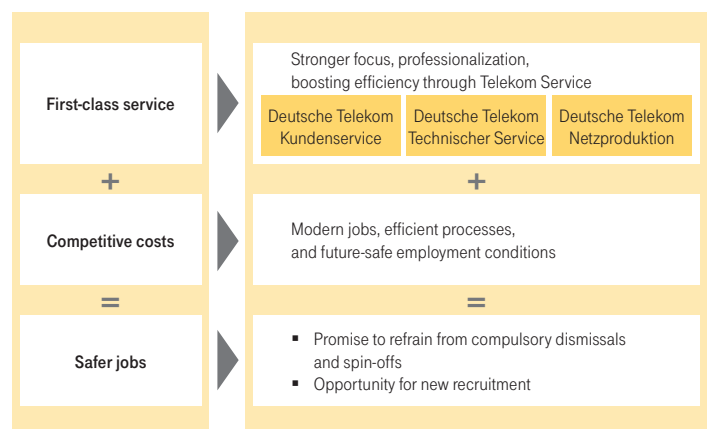 First-class service
Stronger focus, professionalization,
boosting efficiency through Telekom Service
Deutsche Telekom
Kundenservice
Deutsche Telekom
Technischer Service
Deutsche Telekom
Netzproduktion
+
+
Competitive costs
Modern jobs, efficient processes,
and future-safe employment conditions
=
=
Safer jobs
▪ Promise to refrain from compulsory dismissals
and spin-offs
▪ Opportunity for new recruitment